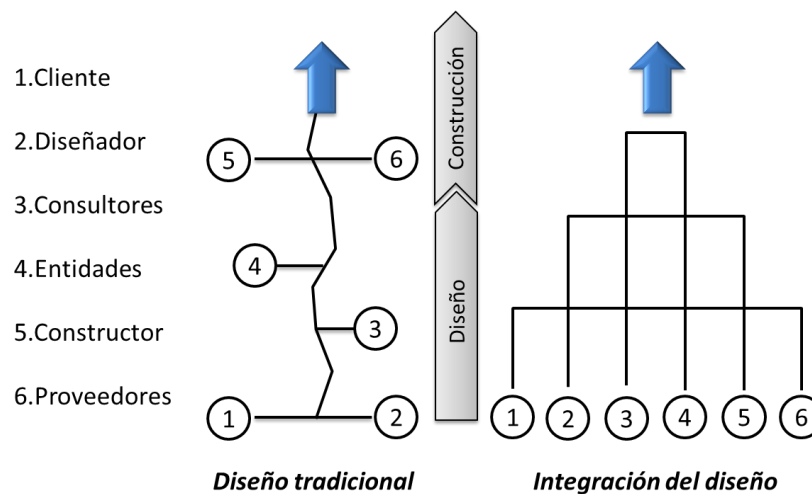 1.Cliente
2.Diseñador
3.Consultores
4.Entidades
5.Constructor
6.Proveedores
5
6
4
3
1
2
Diseño tradicional
Construcción
Diseño
1
2
3
4
5
6
Integración del diseño